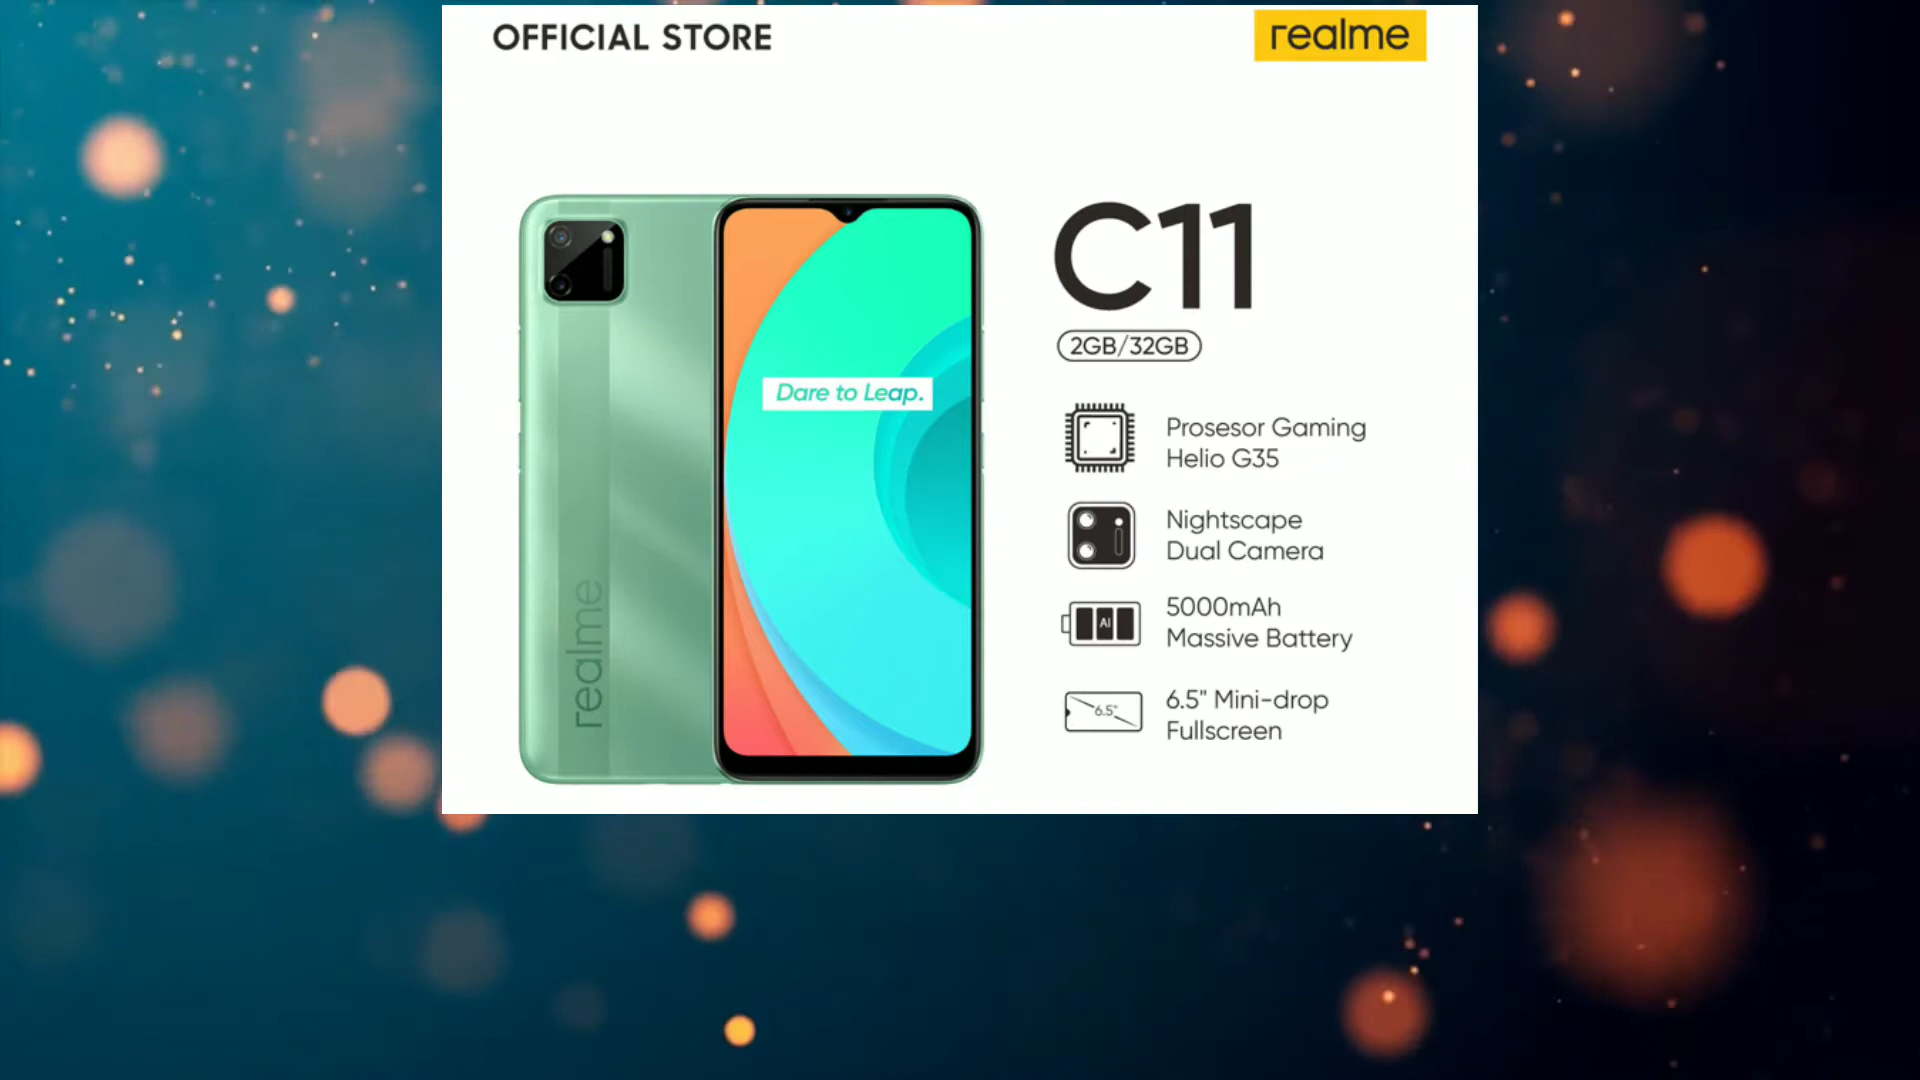 OFFICIAL STORE
realme
C11
2GB/32GB
Dare to Leap.
realme
Prosesor Gaming
Helio G35
Nightscape
Dual Camera
AI
5000mAh
Massive Battery
6.5"
6.5" Mini-drop
Fullscreen